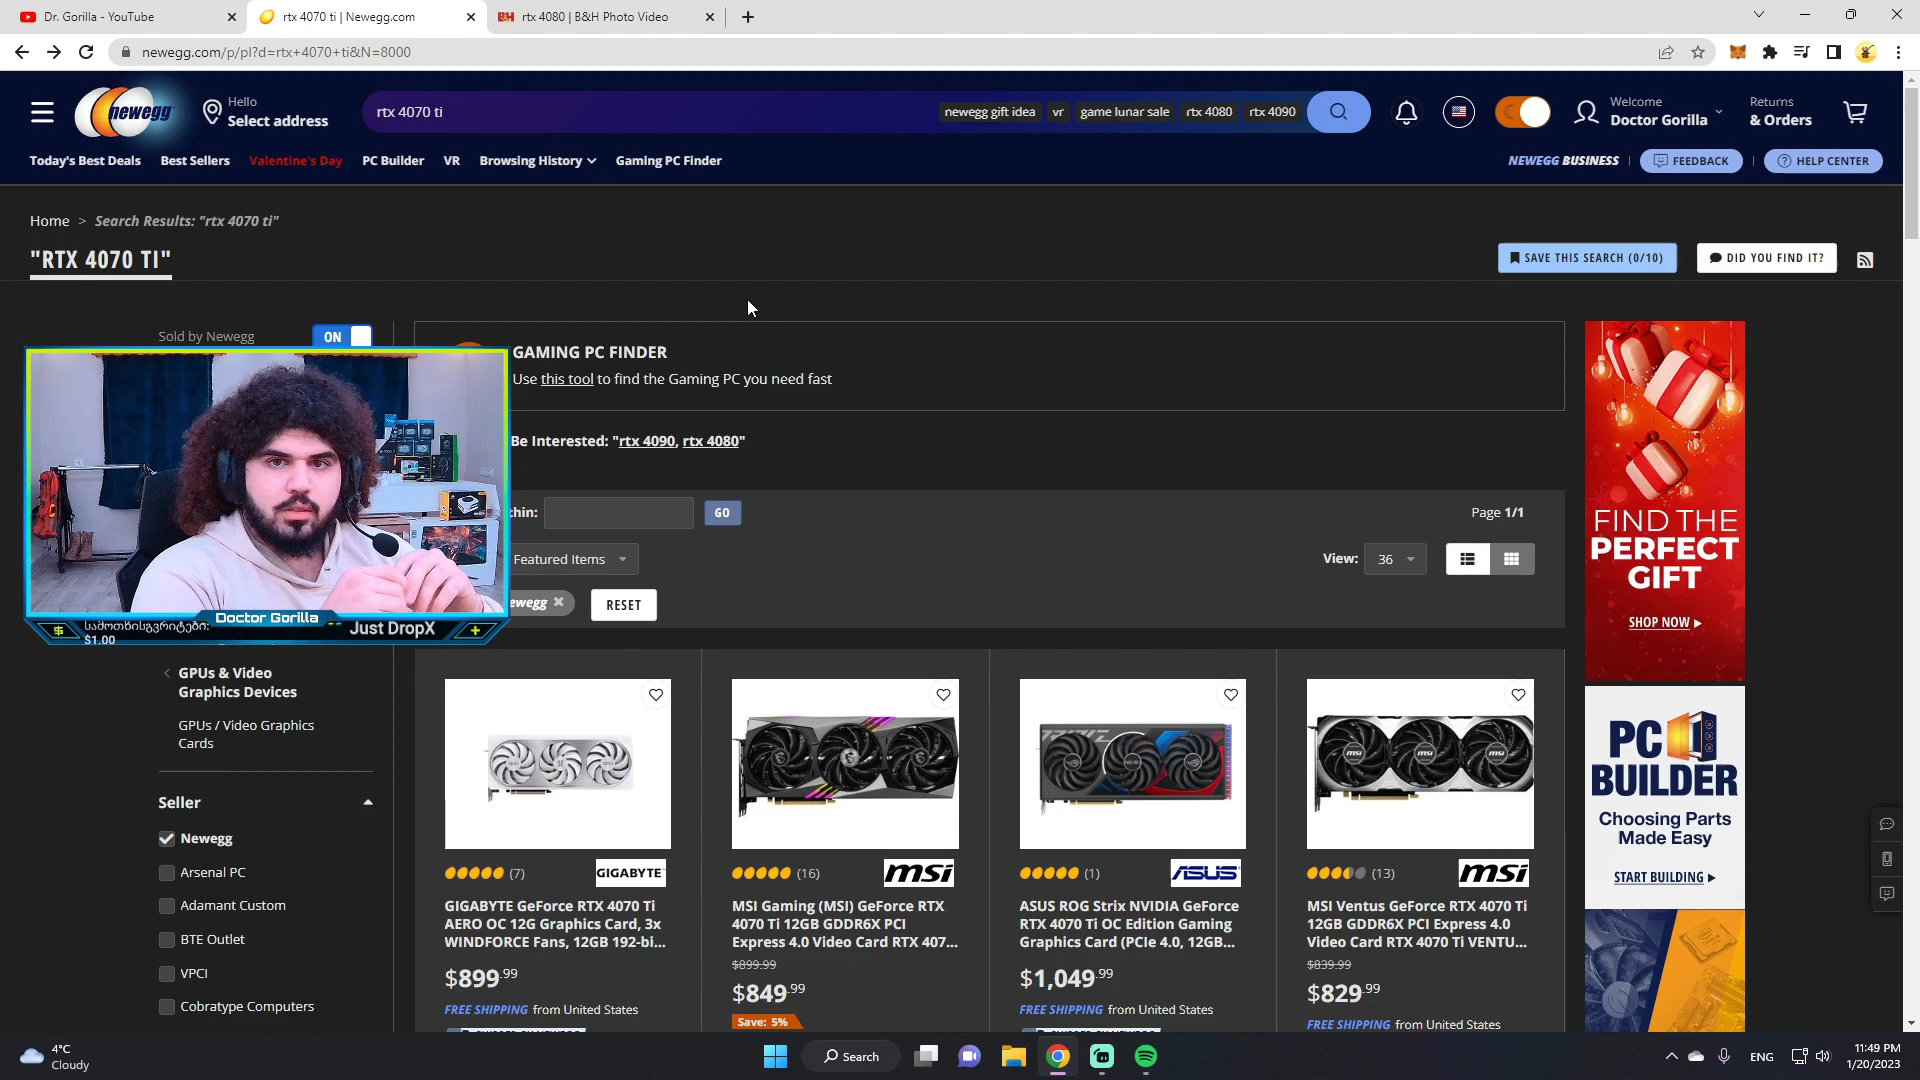 Dr. Gorilla - YouTube
rtx 4070 ti | Newegg.com
rtx 4080 | B&H Photo Video
newegg.com/p/pl?d=rtx+4070+ti&N=8000
newegg
Hello
Select address
rtx 4070 ti
newegg gift idea
vr
game lunar sale
rtx 4080
rtx 4090
Welcome
Doctor Gorilla
Returns
& Orders
Today's Best Deals
Best Sellers
Valentine's Day
PC Builder
VR
Browsing History
Gaming PC Finder
NEWEGG BUSINESS
FEEDBACK
HELP CENTER
Home > Search Results: "rtx 4070 ti"
"RTX 4070 TI"
SAVE THIS SEARCH (0/10)
DID YOU FIND IT?
Sold by Newegg
ON
GAMING PC FINDER
Use this tool to find the Gaming PC you need fast
Be Interested: "rtx 4090, rtx 4080"
thin:
GO
Page 1/1
Featured Items
View:
36
ewegg
RESET
Doctor Gorilla
სამოთხისგვრიტები:
$1.00
Just DropX
GPUs & Video
Graphics Devices
GPUs / Video Graphics
Cards
Seller
Newegg
Arsenal PC
Adamant Custom
BTE Outlet
VPCI
Cobratype Computers
(7)
GIGABYTE
GIGABYTE GeForce RTX 4070 Ti
AERO OC 12G Graphics Card, 3x
WINDFORCE Fans, 12GB 192-bi...
$899.99
FREE SHIPPING from United States
(16)
msi
MSI Gaming (MSI) GeForce RTX
4070 Ti 12GB GDDR6X PCI
Express 4.0 Video Card RTX 407...
$899.99
$849.99
Save: 5%
(1)
ASUS
ASUS ROG Strix NVIDIA GeForce
RTX 4070 Ti OC Edition Gaming
Graphics Card (PCIe 4.0, 12GB...
$1,049.99
FREE SHIPPING from United States
(13)
msi
MSI Ventus GeForce RTX 4070 Ti
12GB GDDR6X PCI Express 4.0
Video Card RTX 4070 Ti VENTU...
$839.99
$829.99
FREE SHIPPING from United States
FIND THE
PERFECT
GIFT
SHOP NOW
PC
BUILDER
Choosing Parts
Made Easy
START BUILDING
4°C
Cloudy
Search
ENG
11:49 PM
1/20/2023